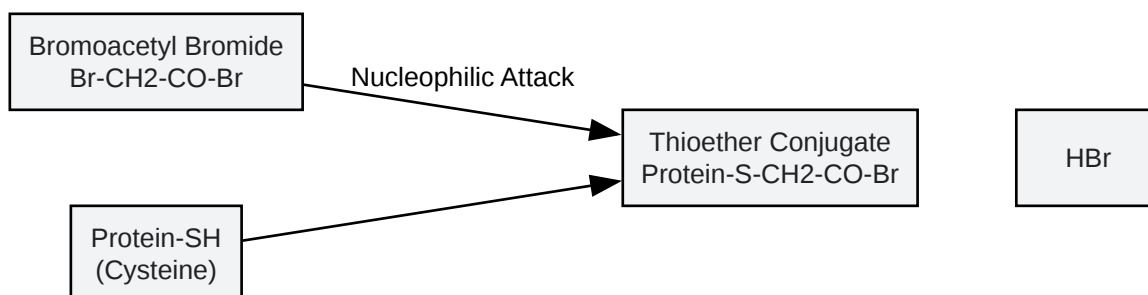 Bromoacetyl Bromide
Br-CH2-CO-Br
Nucleophilic Attack
Protein-SH
(Cysteine)
Thioether Conjugate
Protein-S-CH2-CO-Br
HBr